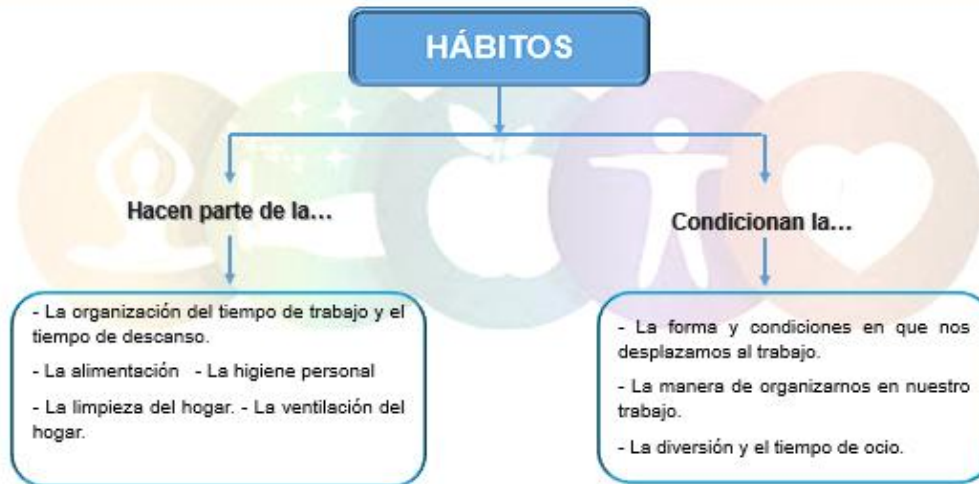 HÁBITOS
Hacen parte de la...
- La organización del tiempo de trabajo y el
tiempo de descanso.
- La alimentación - La higiene personal
- La limpieza del hogar. - La ventilación del
hogar.
Condicionan la...
- La forma y condiciones en que nos
desplazamos al trabajo.
- La manera de organizarnos en nuestro
trabajo.
- La diversión y el tiempo de ocio.